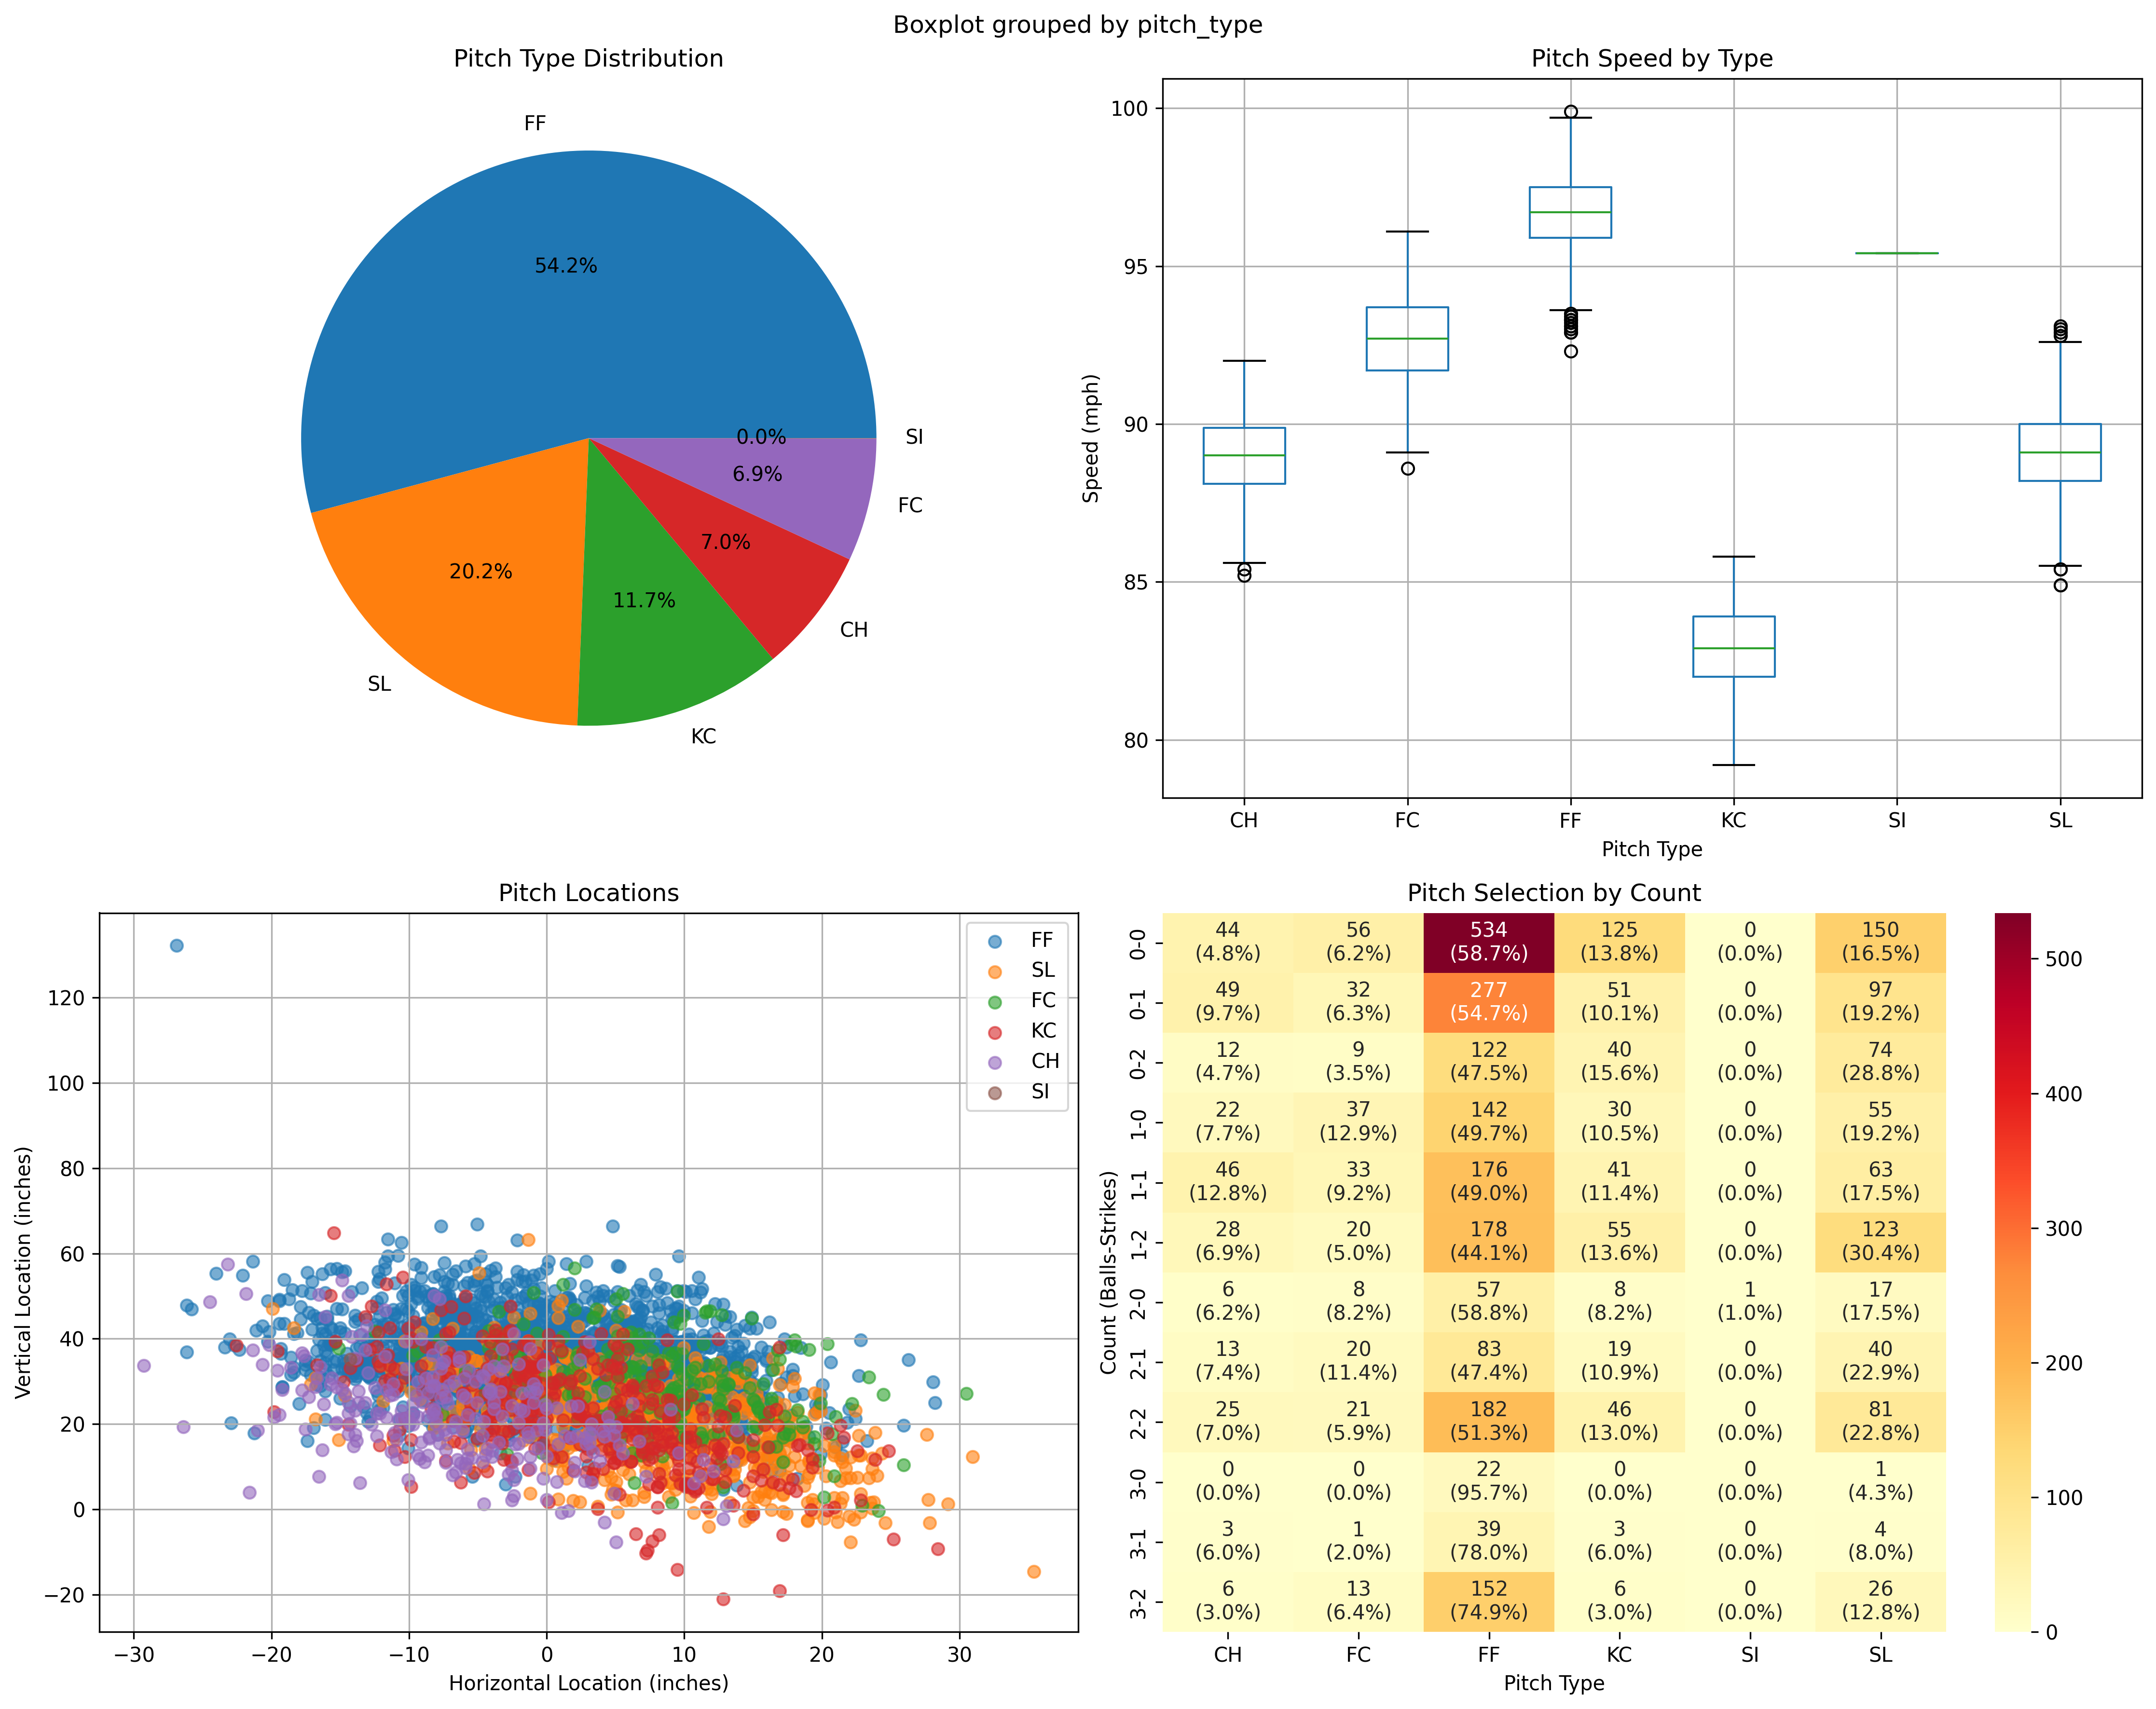 Boxplot grouped by pitch_type
Pitch Type Distribution
FF
54.2%
0.0%
SI
6.9%
FC
7.0%
CH
20.2%
11.7%
SL
KC
Pitch Speed by Type
Speed (mph)
100
95
90
85
80
CH FC FF KC SI SL
Pitch Type
Pitch Locations
Vertical Location (inches)
120
100
80
60
40
20
0
−20
−30 −20 −10 0 10 20 30
Horizontal Location (inches)
FF
SL
FC
KC
CH
SI
Pitch Selection by Count
Count (Balls-Strikes)
0-0 44 56 534 125 0 150
(4.8%) (6.2%) (58.7%) (13.8%) (0.0%) (16.5%)
0-1 49 32 277 51 0 97
(9.7%) (6.3%) (54.7%) (10.1%) (0.0%) (19.2%)
0-2 12 9 122 40 0 74
(4.7%) (3.5%) (47.5%) (15.6%) (0.0%) (28.8%)
1-0 22 37 142 30 0 55
(7.7%) (12.9%) (49.7%) (10.5%) (0.0%) (19.2%)
1-1 46 33 176 41 0 63
(12.8%) (9.2%) (49.0%) (11.4%) (0.0%) (17.5%)
1-2 28 20 178 55 0 123
(6.9%) (5.0%) (44.1%) (13.6%) (0.0%) (30.4%)
2-0 6 8 57 8 1 17
(6.2%) (8.2%) (58.8%) (8.2%) (1.0%) (17.5%)
2-1 13 20 83 19 0 40
(7.4%) (11.4%) (47.4%) (10.9%) (0.0%) (22.9%)
2-2 25 21 182 46 0 81
(7.0%) (5.9%) (51.3%) (13.0%) (0.0%) (22.8%)
3-0 0 0 22 0 0 1
(0.0%) (0.0%) (95.7%) (0.0%) (0.0%) (4.3%)
3-1 3 1 39 3 0 4
(6.0%) (2.0%) (78.0%) (6.0%) (0.0%) (8.0%)
3-2 6 13 152 6 0 26
(3.0%) (6.4%) (74.9%) (3.0%) (0.0%) (12.8%)
CH FC FF KC SI SL
Pitch Type
500
400
300
200
100
0